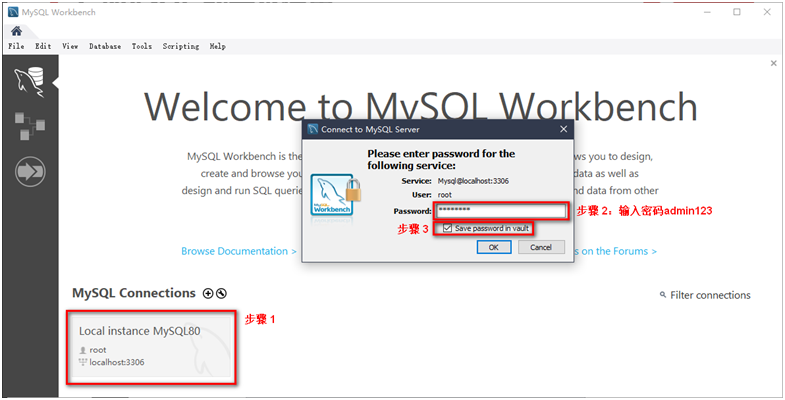 MySQL Workbench
File Edit View Database Tools Scripting Help
Welcome to MySQL Workbench
MySQL Workbench is the
ws you to design,
create and browse you
data as well as
design and run SQL querie
nd data from other
Browse Documentation >
s on the Forums >
Connect to MySQL Server
Please enter password for the
following service:
Service: Mysql@localhost:3306
User: root
Password: ********
步骤 2：输入密码admin123
步骤 3
Save password in vault
OK Cancel
MySQL Connections
Filter connections
Local instance MySQL80
root
localhost:3306
步骤 1
MySQL
Workbench